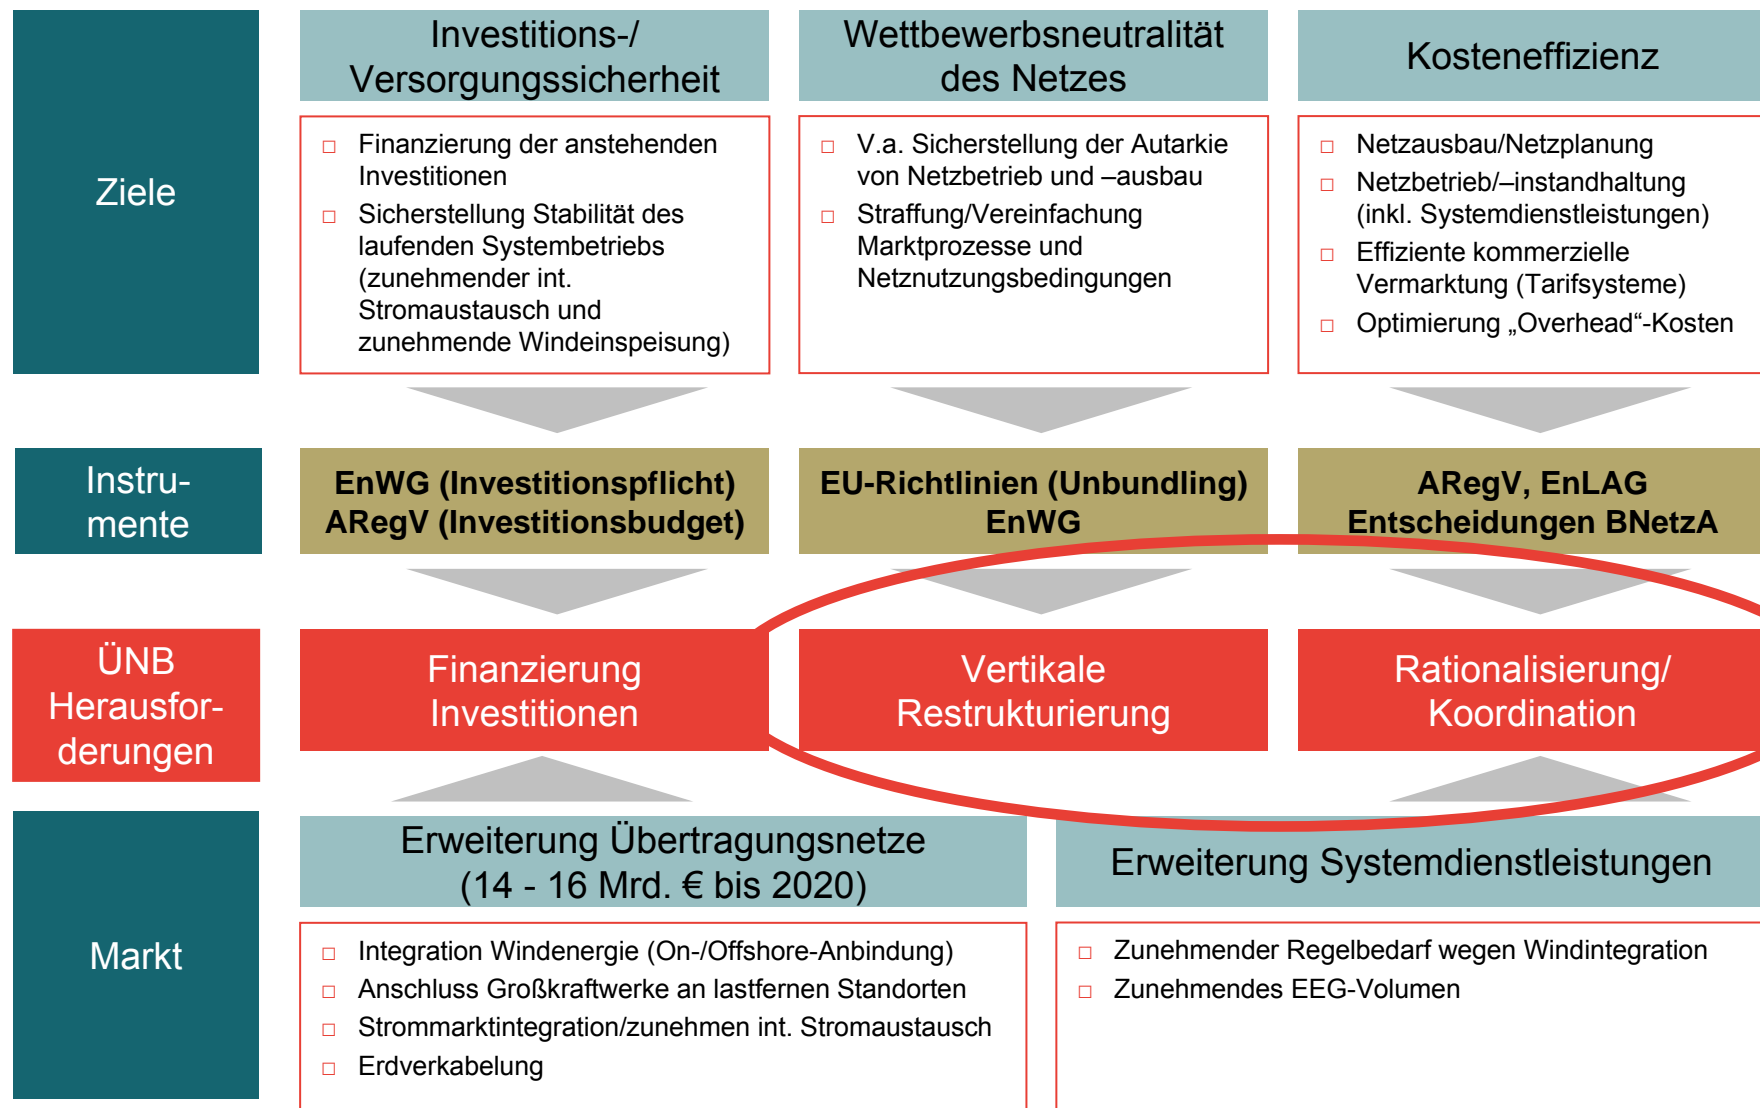 Ziele
Investitions-/
Versorgungssicherheit
Wettbewerbsneutralität
des Netzes
Kosteneffizienz
Finanzierung der anstehenden
Investitionen
Sicherstellung Stabilität des
laufenden Systembetriebs
(zunehmender int.
Stromaustausch und
zunehmende Windeinspeisung)
V.a. Sicherstellung der Autarkie
von Netzbetrieb und –ausbau
Straffung/Vereinfachung
Marktprozesse und
Netznutzungsbedingungen
Netzausbau/Netzplanung
Netzbetrieb/–instandhaltung
(inkl. Systemdienstleistungen)
Effiziente kommerzielle
Vermarktung (Tarifsysteme)
Optimierung „Overhead“-Kosten
Instru-
mente
EnWG (Investitionspflicht)
ARegV (Investitionsbudget)
EU-Richtlinien (Unbundling)
EnWG
ARegV, EnLAG
Entscheidungen BNetzA
ÜNB
Herausfor-
derungen
Finanzierung
Investitionen
Vertikale
Restrukturierung
Rationalisierung/
Koordination
Markt
Erweiterung Übertragungsnetze
(14 - 16 Mrd. € bis 2020)
Erweiterung Systemdienstleistungen
Integration Windenergie (On-/Offshore-Anbindung)
Anschluss Großkraftwerke an lastfernen Standorten
Strommarktintegration/zunehmen int. Stromaustausch
Erdverkabelung
Zunehmender Regelbedarf wegen Windintegration
Zunehmendes EEG-Volumen